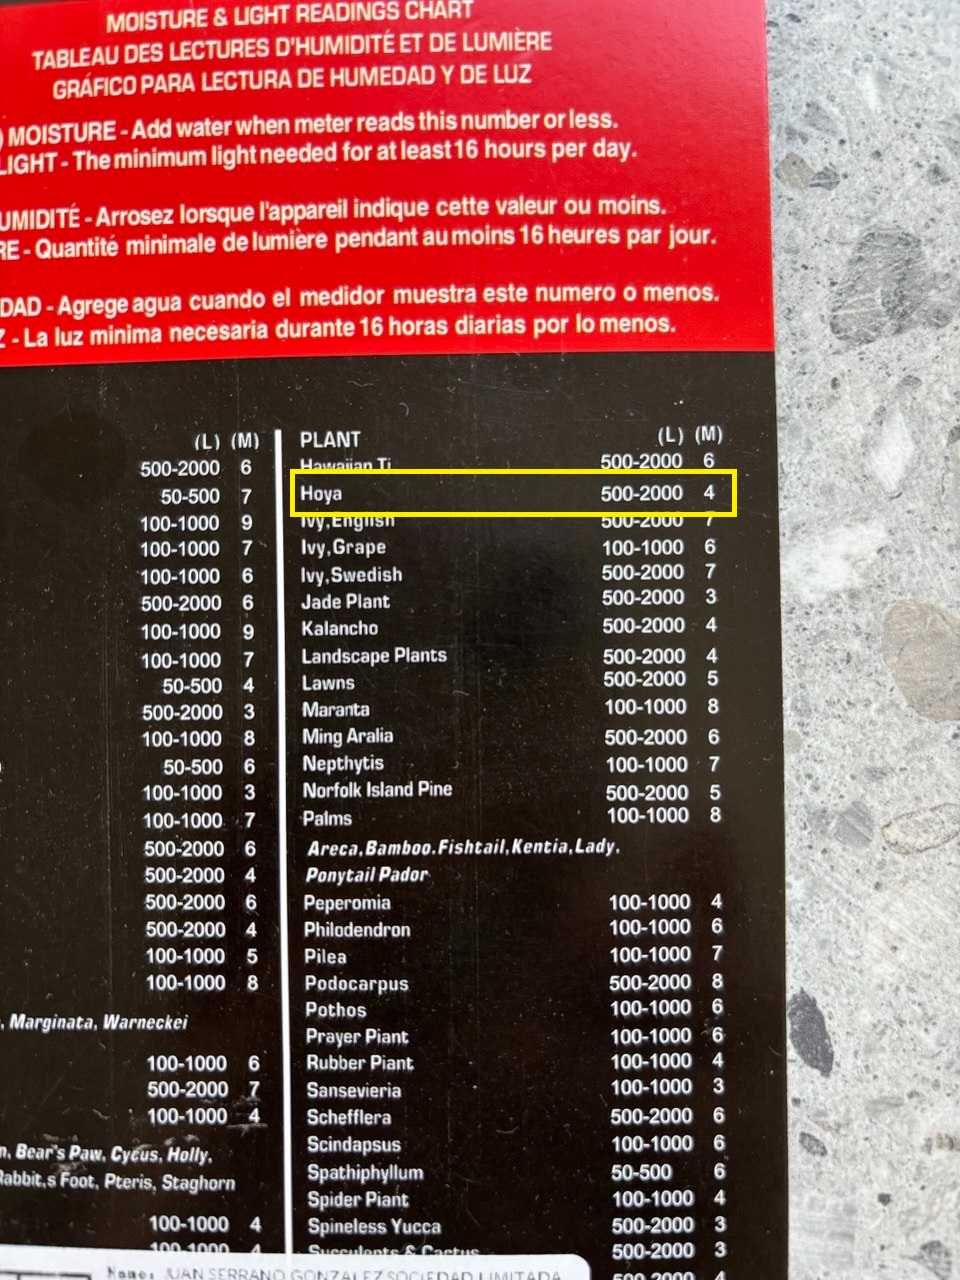 MOISTURE & LIGHT READINGS CHART
TABLEAU DES LECTURES D'HUMIDITÉ ET DE LUMIÈRE
GRÁFICO PARA LECTURA DE HUMEDAD Y DE LUZ
) MOISTURE - Add water when meter reads this number or less.
LIGHT - The minimum light needed for at least 16 hours per day.
UMIDITÉ - Arrosez lorsque l'appareil indique cette valeur ou moins.
RE - Quantité minimale de lumière pendant au moins 16 heures par jour.
DAD - Agrege agua cuando el medidor muestra este numero o menos.
Z - La luz minima necesaria durante 16 horas diarias por lo menos.
(L) (M)
500-2000 6
50-500 7
100-1000 9
100-1000 7
100-1000 6
500-2000 6
100-1000 9
100-1000 7
50-500 4
500-2000 3
100-1000 8
50-500 6
100-1000 3
100-1000 7
500-2000 6
500-2000 4
500-2000 6
500-2000 4
100-1000 5
100-1000 8
, Marginata, Warneckei
100-1000 6
500-2000 7
100-1000 4
n, Bear's Paw, Cycus, Holly,
Rabbit,s Foot, Pteris, Staghorn
100-1000 4
100-1000 4
PLANT (L) (M)
Hawaiian Ti 500-2000 6
Hoya 500-2000 4
Ivy,English 500-2000 7
Ivy,Grape 100-1000 6
Ivy,Swedish 500-2000 7
Jade Plant 500-2000 3
Kalancho 500-2000 4
Landscape Plants 500-2000 4
Lawns 500-2000 5
Maranta 100-1000 8
Ming Aralia 500-2000 6
Nepthytis 100-1000 7
Norfolk Island Pine 500-2000 5
Palms 100-1000 8
Areca,Bamboo.Fishtail,Kentia,Lady,
Ponytail Pador
Peperomia 100-1000 4
Philodendron 100-1000 6
Pilea 100-1000 7
Podocarpus 500-2000 8
Pothos 100-1000 6
Prayer Piant 100-1000 6
Rubber Piant 100-1000 4
Sansevieria 100-1000 3
Schefflera 500-2000 6
Scindapsus 100-1000 6
Spathiphyllum 50-500 6
Spider Piant 100-1000 4
Spineless Yucca 500-2000 3
Succulents & Cactus 500-2000 3
500-2000 4
Name: JUAN SERRANO GONZALEZ SOCIEDAD LIMITADA